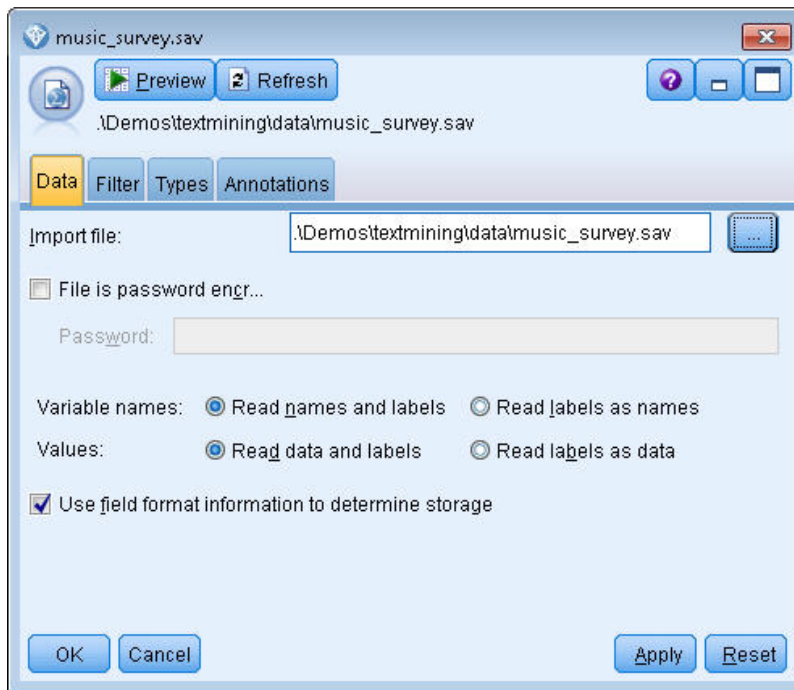 music_survey.sav
Preview Refresh
.\Demos\textmining\data\music_survey.sav
Data Filter Types Annotations
Import file: .\Demos\textmining\data\music_survey.sav ...
File is password encr...
Password:
Variable names: Read names and labels Read labels as names
Values: Read data and labels Read labels as data
Use field format information to determine storage
OK Cancel Apply Reset